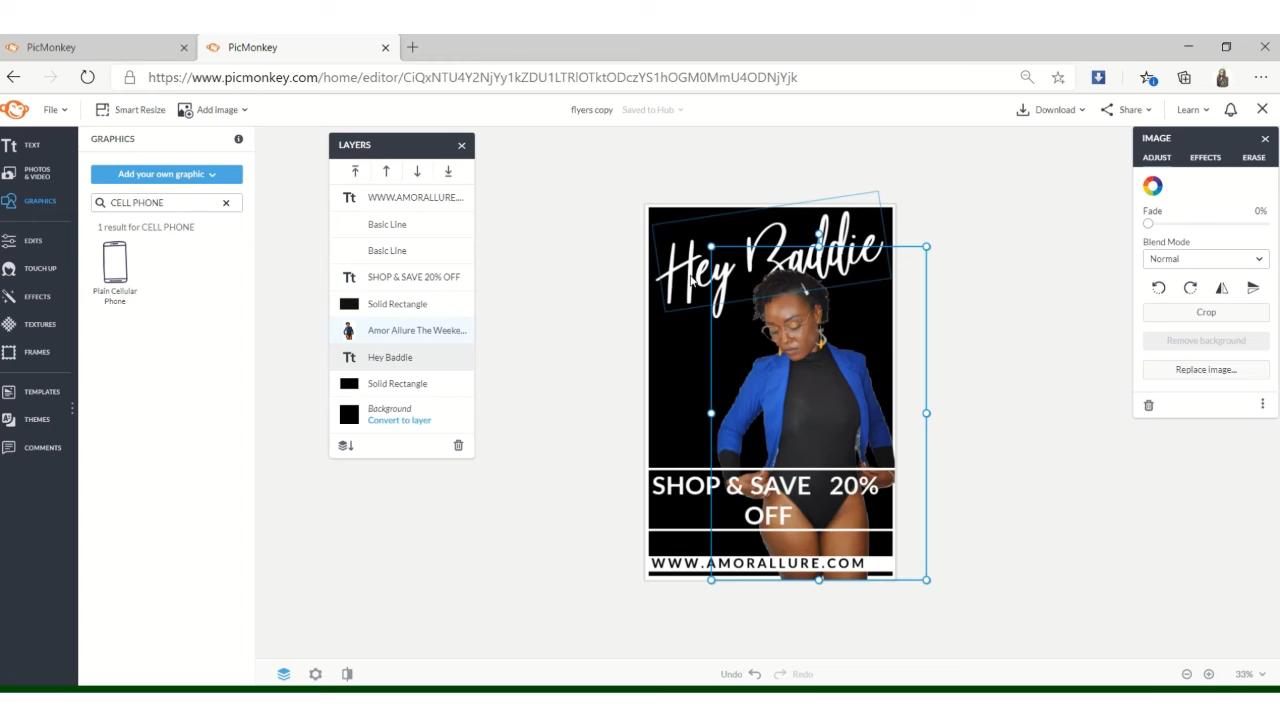 PicMonkey
PicMonkey
https://www.picmonkey.com/home/editor/CiQxNTU4Y2NjYy1kZDU1LTRlOTktODczYS1hOGM0MmU4ODNjYjk
File
Smart Resize
Add image
flyers copy Saved to Hub
Download
Share
Learn
Tt TEXT
PHOTOS & VIDEO
GRAPHICS
EDITS
TOUCH UP
EFFECTS
TEXTURES
FRAMES
TEMPLATES
THEMES
COMMENTS
GRAPHICS
Add your own graphic
CELL PHONE
1 result for CELL PHONE
Plain Cellular
Phone
LAYERS
Tt WWW.AMORALLURE....
Basic Line
Basic Line
Tt SHOP & SAVE 20% OFF
Solid Rectangle
Amor Allure The Weeke...
Tt Hey Baddie
Solid Rectangle
Background
Convert to layer
Hey Baddie
SHOP & SAVE 20%
OFF
WWW.AMORALLURE.COM
IMAGE
ADJUST EFFECTS ERASE
Fade 0%
Blend Mode
Normal
Crop
Remove background
Replace image...
Undo
Redo
33%